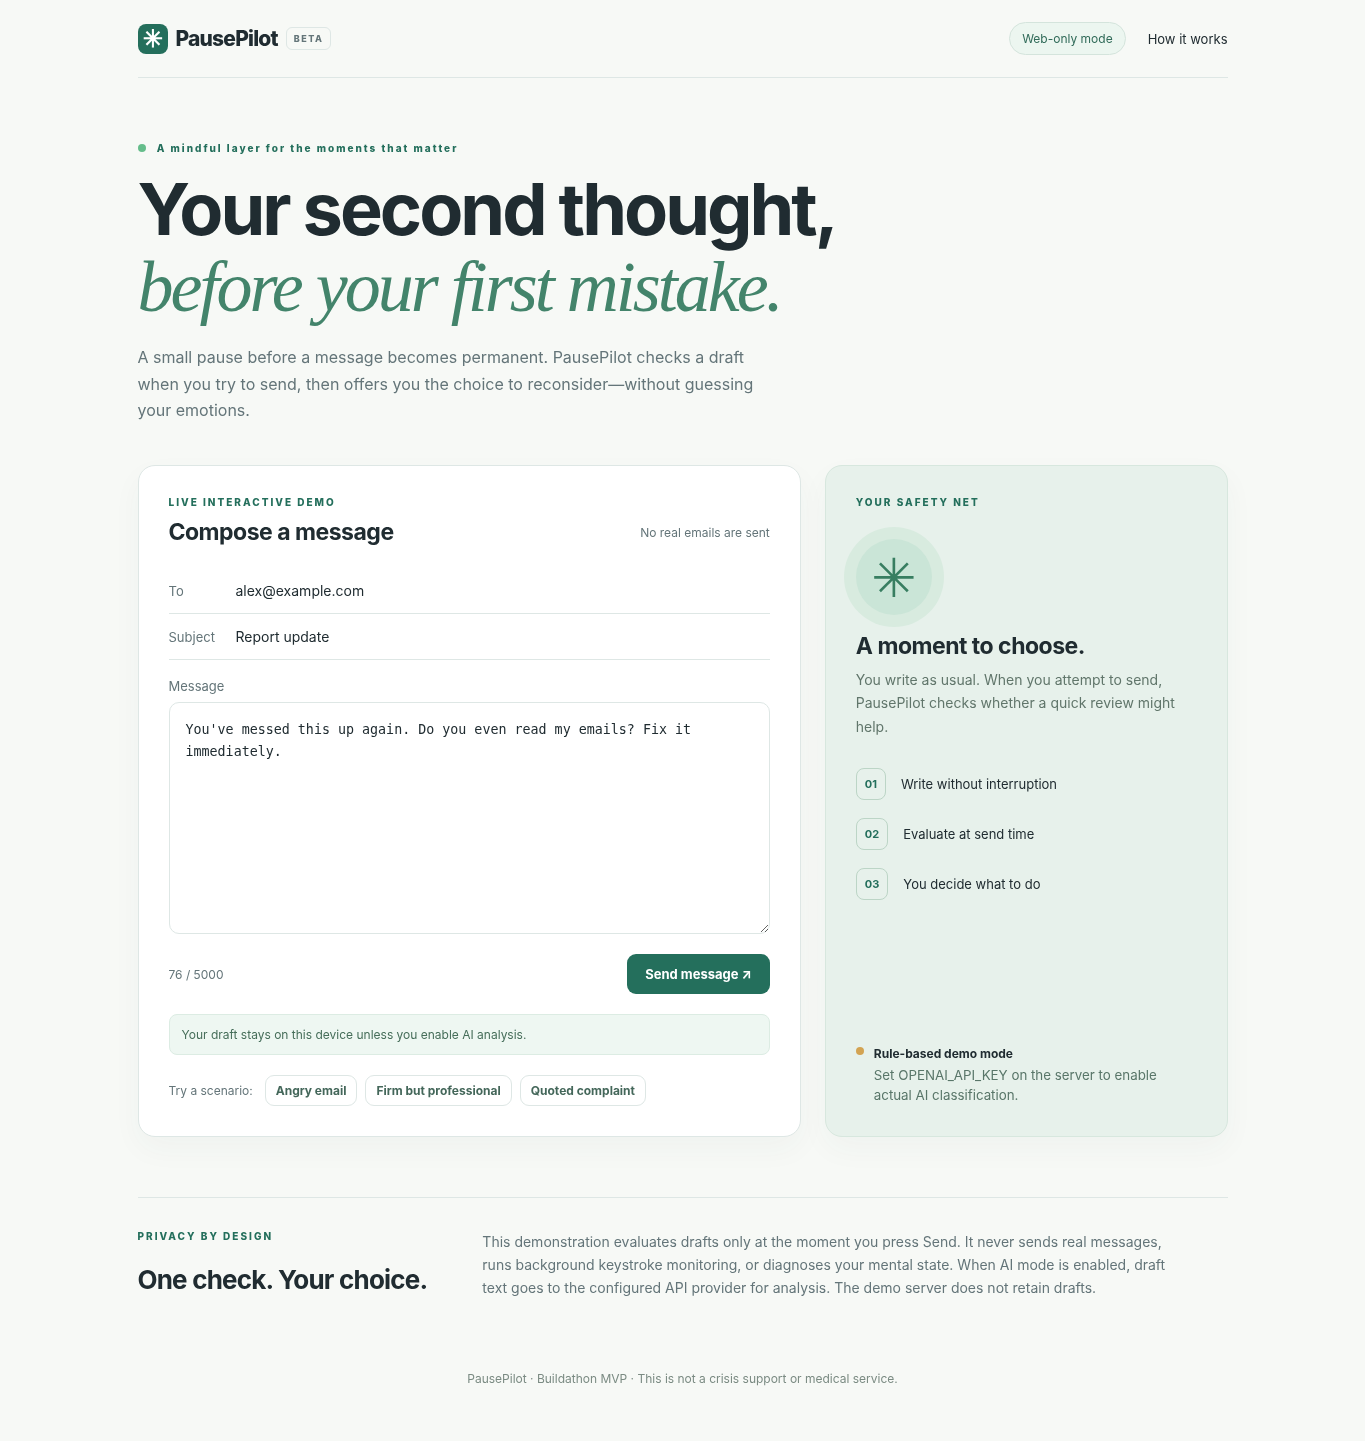 PausePilot BETA
Web-only mode
How it works
A mindful layer for the moments that matter
Your second thought,
before your first mistake.
A small pause before a message becomes permanent. PausePilot checks a draft
when you try to send, then offers you the choice to reconsider—without guessing
your emotions.
LIVE INTERACTIVE DEMO
Compose a message
No real emails are sent
To alex@example.com
Subject Report update
Message
You've messed this up again. Do you even read my emails? Fix it
immediately.
76 / 5000
Send message ↗
Your draft stays on this device unless you enable AI analysis.
Try a scenario: Angry email Firm but professional Quoted complaint
YOUR SAFETY NET
A moment to choose.
You write as usual. When you attempt to send,
PausePilot checks whether a quick review might
help.
01 Write without interruption
02 Evaluate at send time
03 You decide what to do
Rule-based demo mode
Set OPENAI_API_KEY on the server to enable
actual AI classification.
PRIVACY BY DESIGN
One check. Your choice.
This demonstration evaluates drafts only at the moment you press Send. It never sends real messages,
runs background keystroke monitoring, or diagnoses your mental state. When AI mode is enabled, draft
text goes to the configured API provider for analysis. The demo server does not retain drafts.
PausePilot · Buildathon MVP · This is not a crisis support or medical service.